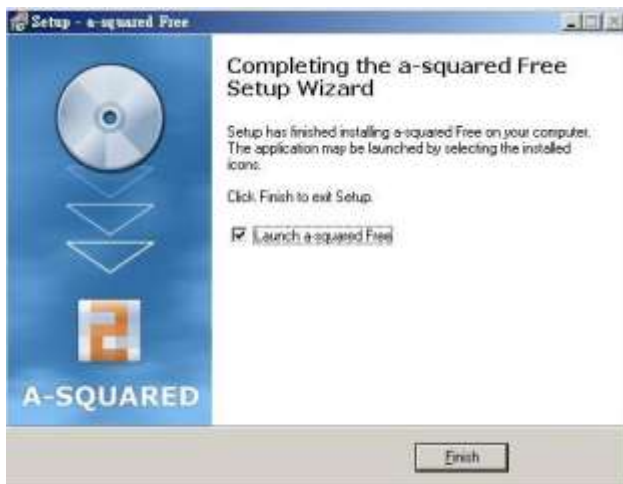 Setup - a-squared Free
Completing the a-squared Free
Setup Wizard
Setup has finished installing a-squared Free on your computer.
The application may be launched by selecting the installed
icons.
Click Finish to exit Setup.
Launch a-squared Free
A-SQUARED
Finish